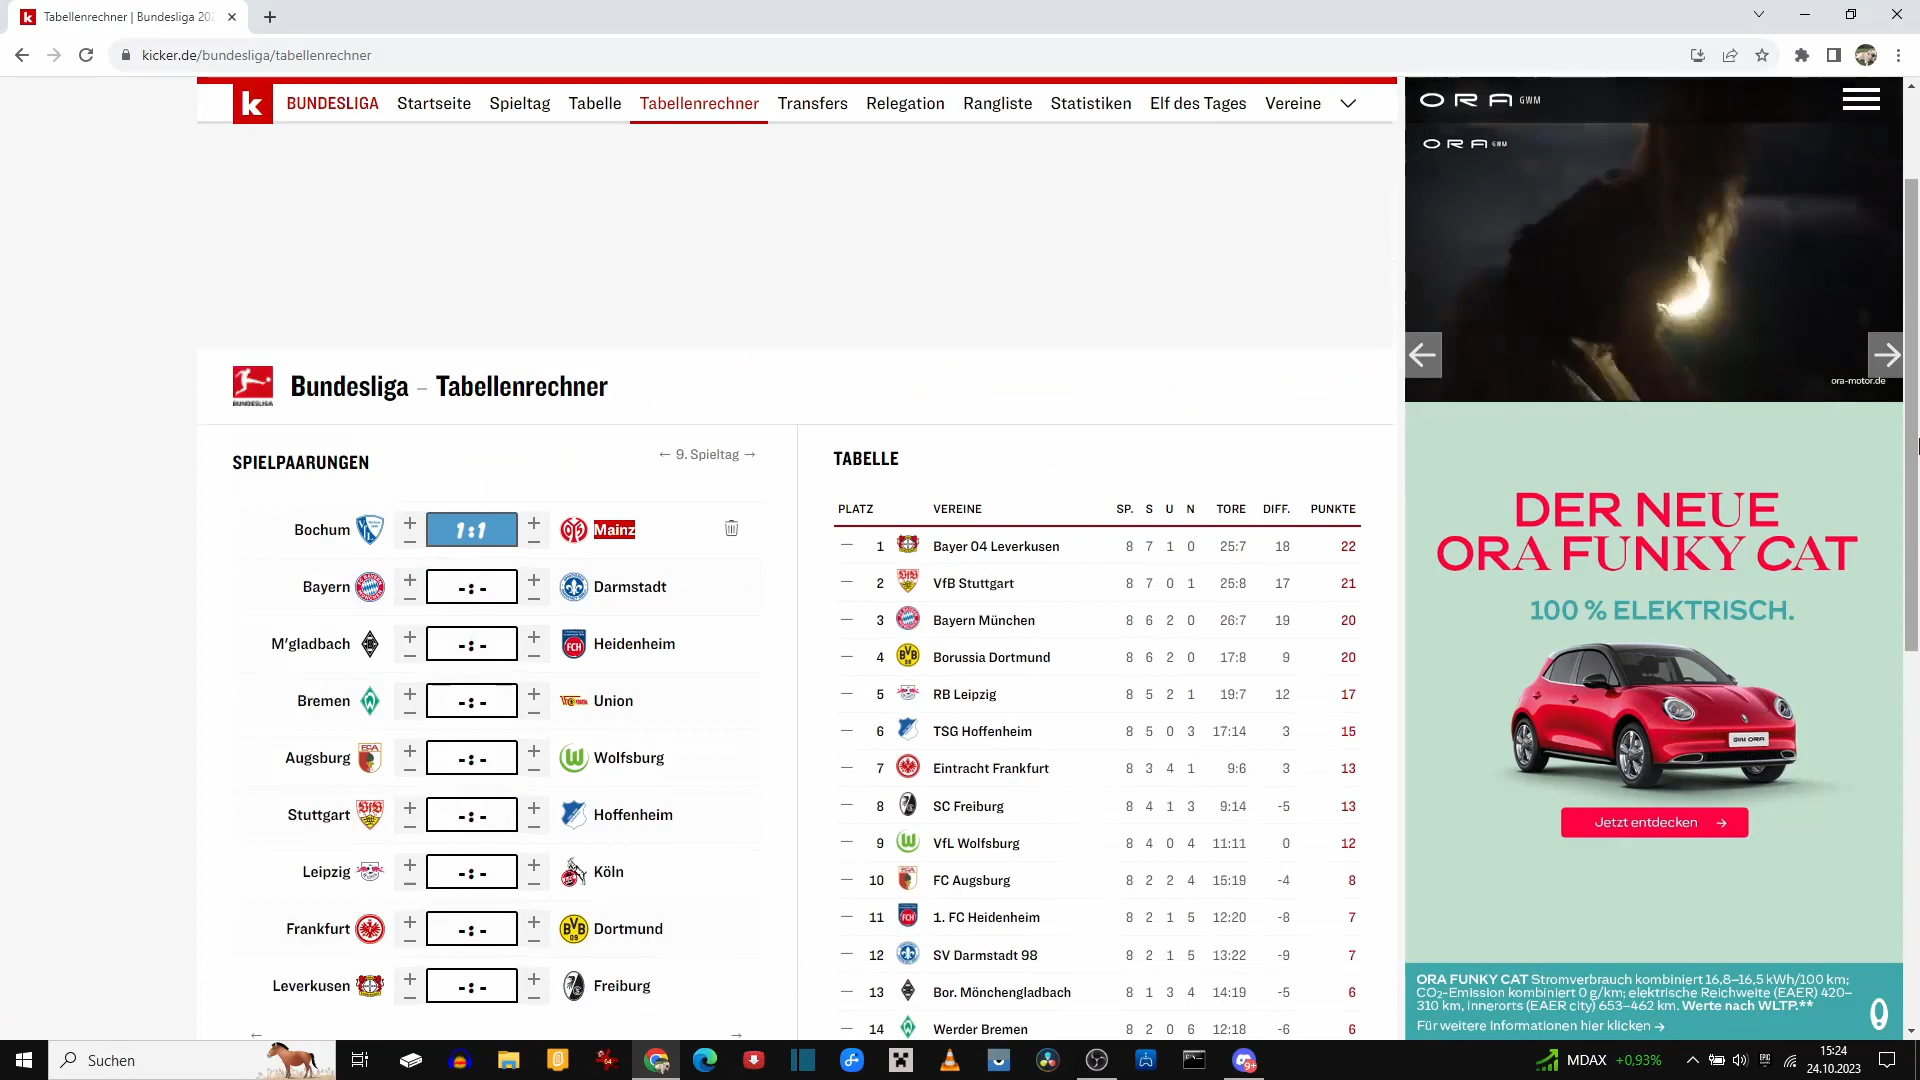 Tabellenrechner | Bundesliga 202
kicker.de/bundesliga/tabellenrechner
k BUNDESLIGA Startseite Spieltag Tabelle Tabellenrechner Transfers Relegation Rangliste Statistiken Elf des Tages Vereine
ORA GWM
ORA GWM
ora-motor.de
Bundesliga – Tabellenrechner
SPIELPAARUNGEN
← 9. Spieltag →
Bochum + − 1:1 + − Mainz
Bayern + − -:- + − Darmstadt
M'gladbach + − -:- + − Heidenheim
Bremen + − -:- + − Union
Augsburg + − -:- + − Wolfsburg
Stuttgart + − -:- + − Hoffenheim
Leipzig + − -:- + − Köln
Frankfurt + − -:- + − Dortmund
Leverkusen + − -:- + − Freiburg
← →
TABELLE
PLATZ VEREINE SP. S U N TORE DIFF. PUNKTE
— 1 Bayer 04 Leverkusen 8 7 1 0 25:7 18 22
— 2 VfB Stuttgart 8 7 0 1 25:8 17 21
— 3 Bayern München 8 6 2 0 26:7 19 20
— 4 Borussia Dortmund 8 6 2 0 17:8 9 20
— 5 RB Leipzig 8 5 2 1 19:7 12 17
— 6 TSG Hoffenheim 8 5 0 3 17:14 3 15
— 7 Eintracht Frankfurt 8 3 4 1 9:6 3 13
— 8 SC Freiburg 8 4 1 3 9:14 -5 13
— 9 VfL Wolfsburg 8 4 0 4 11:11 0 12
— 10 FC Augsburg 8 2 2 4 15:19 -4 8
— 11 1. FC Heidenheim 8 2 1 5 12:20 -8 7
— 12 SV Darmstadt 98 8 2 1 5 13:22 -9 7
— 13 Bor. Mönchengladbach 8 1 3 4 14:19 -5 6
— 14 Werder Bremen 8 2 0 6 12:18 -6 6
DER NEUE
ORA FUNKY CAT
100 % ELEKTRISCH.
GWM ORA
Jetzt entdecken →
ORA FUNKY CAT Stromverbrauch kombiniert 16,8–16,5 kWh/100 km;
CO₂-Emission kombiniert 0 g/km; elektrische Reichweite (EAER) 420–
310 km, innerorts (EAER city) 653–462 km. Werte nach WLTP.**
Für weitere Informationen hier klicken →
Suchen
MDAX +0,93%
15:24
24.10.2023